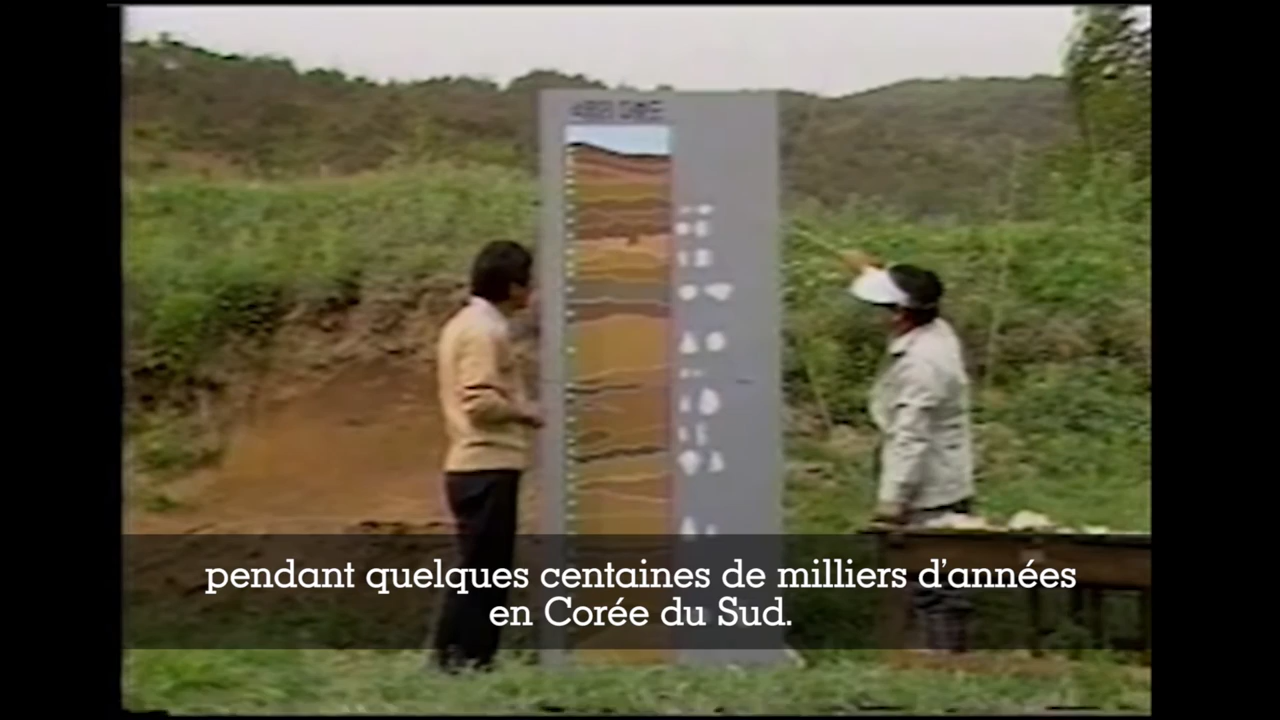 pendant quelques centaines de milliers d’années
en Corée du Sud.